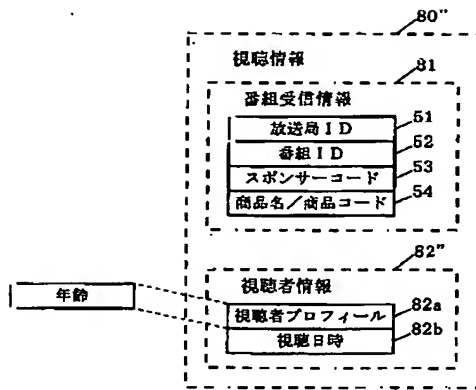 80"
視聴情報
81
番組受信情報
放送局ID
51
番組ID
52
スポンサーコード
53
商品名／商品コード
54
82"
視聴者情報
年齢
視聴者プロフィール
82a
視聴日時
82b